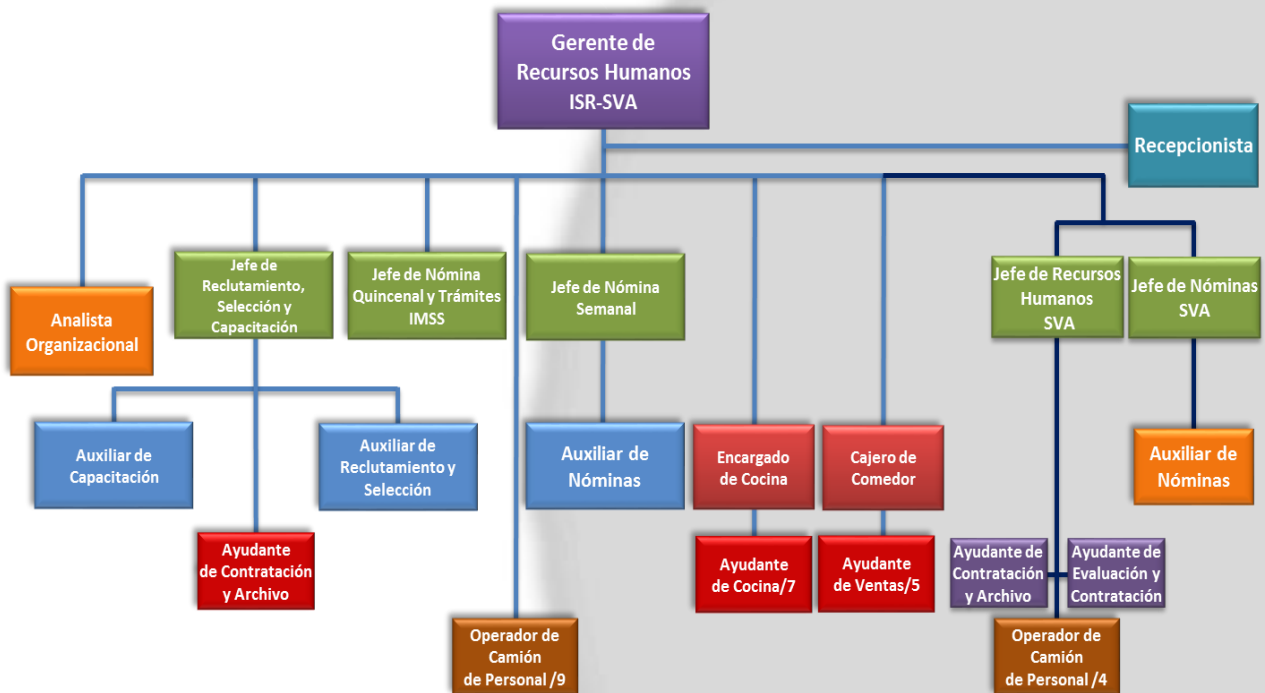 Gerente de
Recursos Humanos
ISR-SVA
Recepcionista
Analista
Organizacional
Jefe de
Reclutamiento,
Selección y
Capacitación
Jefe de Nómina
Quincenal y Trámites
IMSS
Jefe de Nómina
Semanal
Jefe de Recursos
Humanos
SVA
Jefe de Nóminas
SVA
Auxiliar de
Capacitación
Auxiliar de
Reclutamiento y
Selección
Auxiliar de
Nóminas
Encargado
de Cocina
Cajero de
Comedor
Auxiliar de
Nóminas
Ayudante
de Contratación
y Archivo
Ayudante
de Cocina/7
Ayudante
de Ventas/5
Ayudante de
Contratación
y Archivo
Ayudante de
Evaluación y
Contratación
Operador de
Camión
de Personal /9
Operador de
Camión
de Personal /4